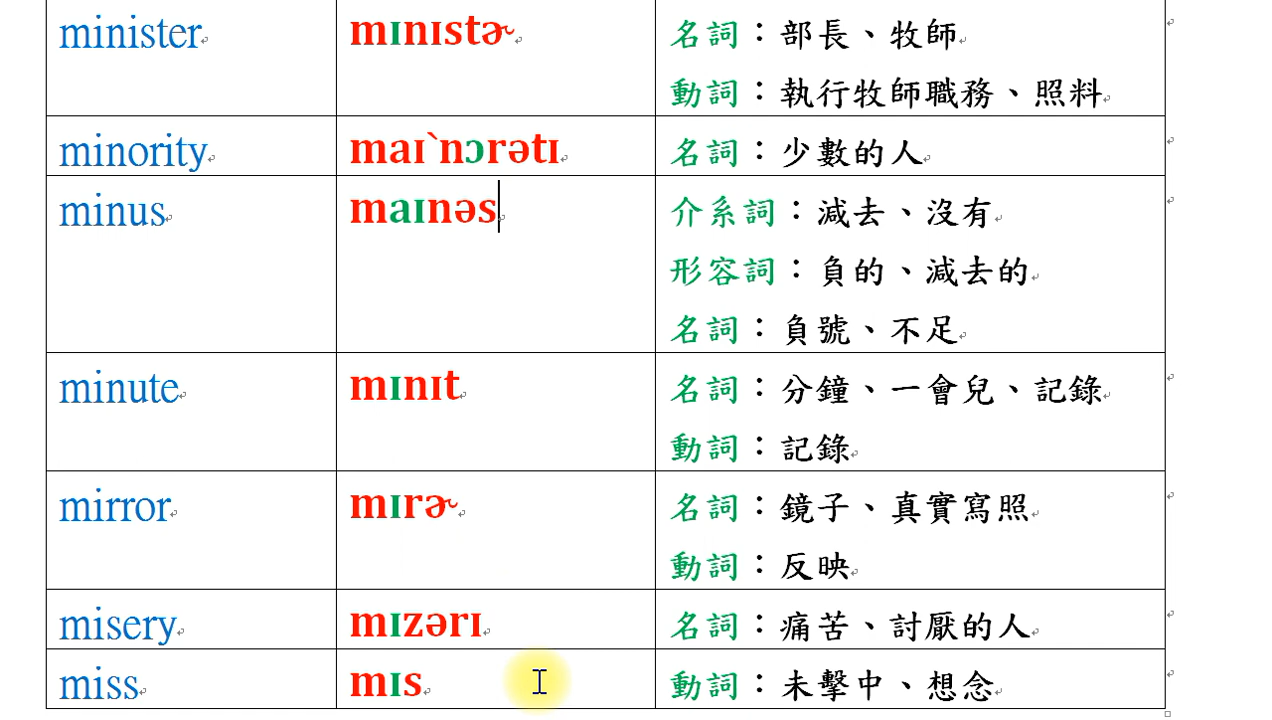 minister mɪnɪstɚ 名詞：部長、牧師
動詞：執行牧師職務、照料
minority maɪˋnɔrətɪ 名詞：少數的人
minus maɪnəs 介系詞：減去、沒有
形容詞：負的、減去的
名詞：負號、不足
minute mɪnɪt 名詞：分鐘、一會兒、記錄
動詞：記錄
mirror mɪrɚ 名詞：鏡子、真實寫照
動詞：反映
misery mɪzərɪ 名詞：痛苦、討厭的人
miss mɪs 動詞：未擊中、想念